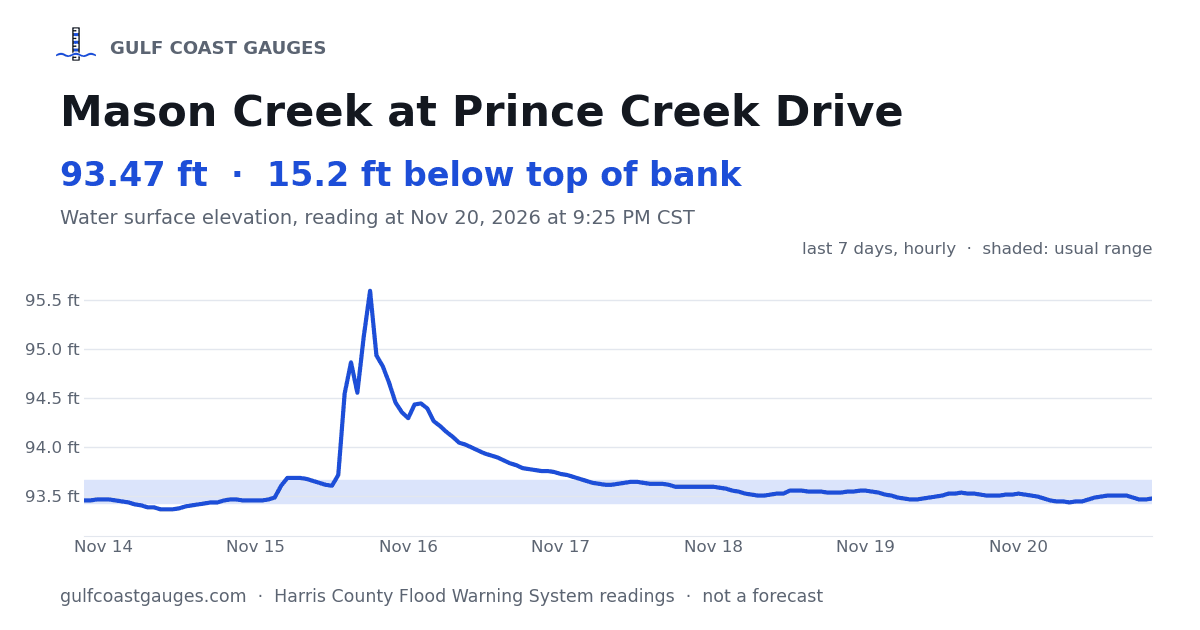 GULF COAST GAUGES
Mason Creek at Prince Creek Drive
93.47 ft · 15.2 ft below top of bank
Water surface elevation, reading at Nov 20, 2026 at 9:25 PM CST
last 7 days, hourly · shaded: usual range
95.5 ft
95.0 ft
94.5 ft
94.0 ft
93.5 ft
Nov 14 Nov 15 Nov 16 Nov 17 Nov 18 Nov 19 Nov 20
gulfcoastgauges.com · Harris County Flood Warning System readings · not a forecast